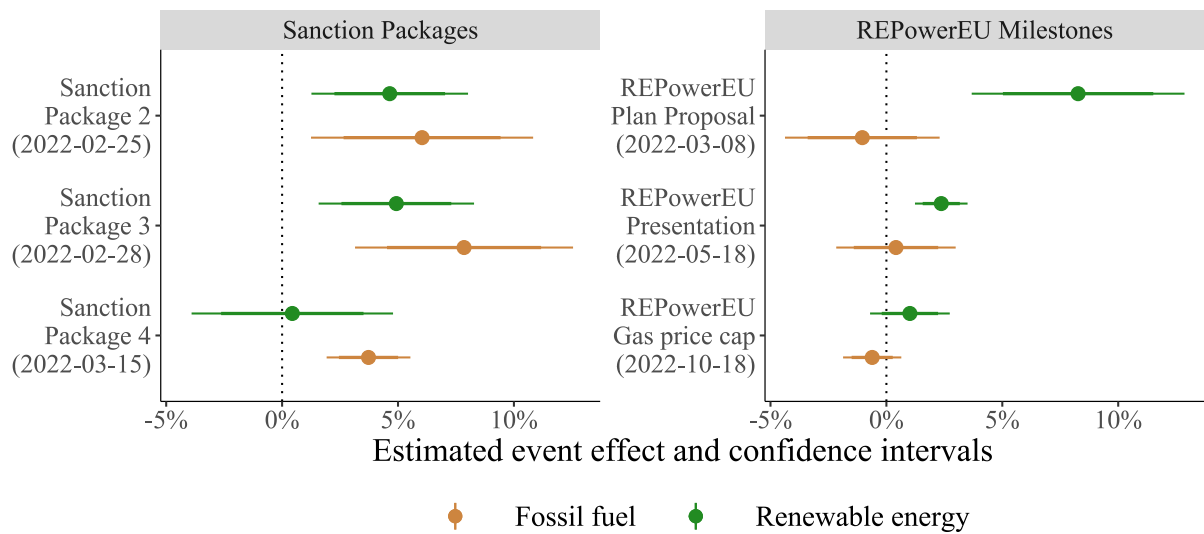 Sanction Packages
Sanction
Package 2
(2022-02-25)
Sanction
Package 3
(2022-02-28)
Sanction
Package 4
(2022-03-15)
-5%
0%
5%
10%
REPowerEU Milestones
REPowerEU
Plan Proposal
(2022-03-08)
REPowerEU
Presentation
(2022-05-18)
REPowerEU
Gas price cap
(2022-10-18)
-5%
0%
5%
10%
Estimated event effect and confidence intervals
Fossil fuel
Renewable energy